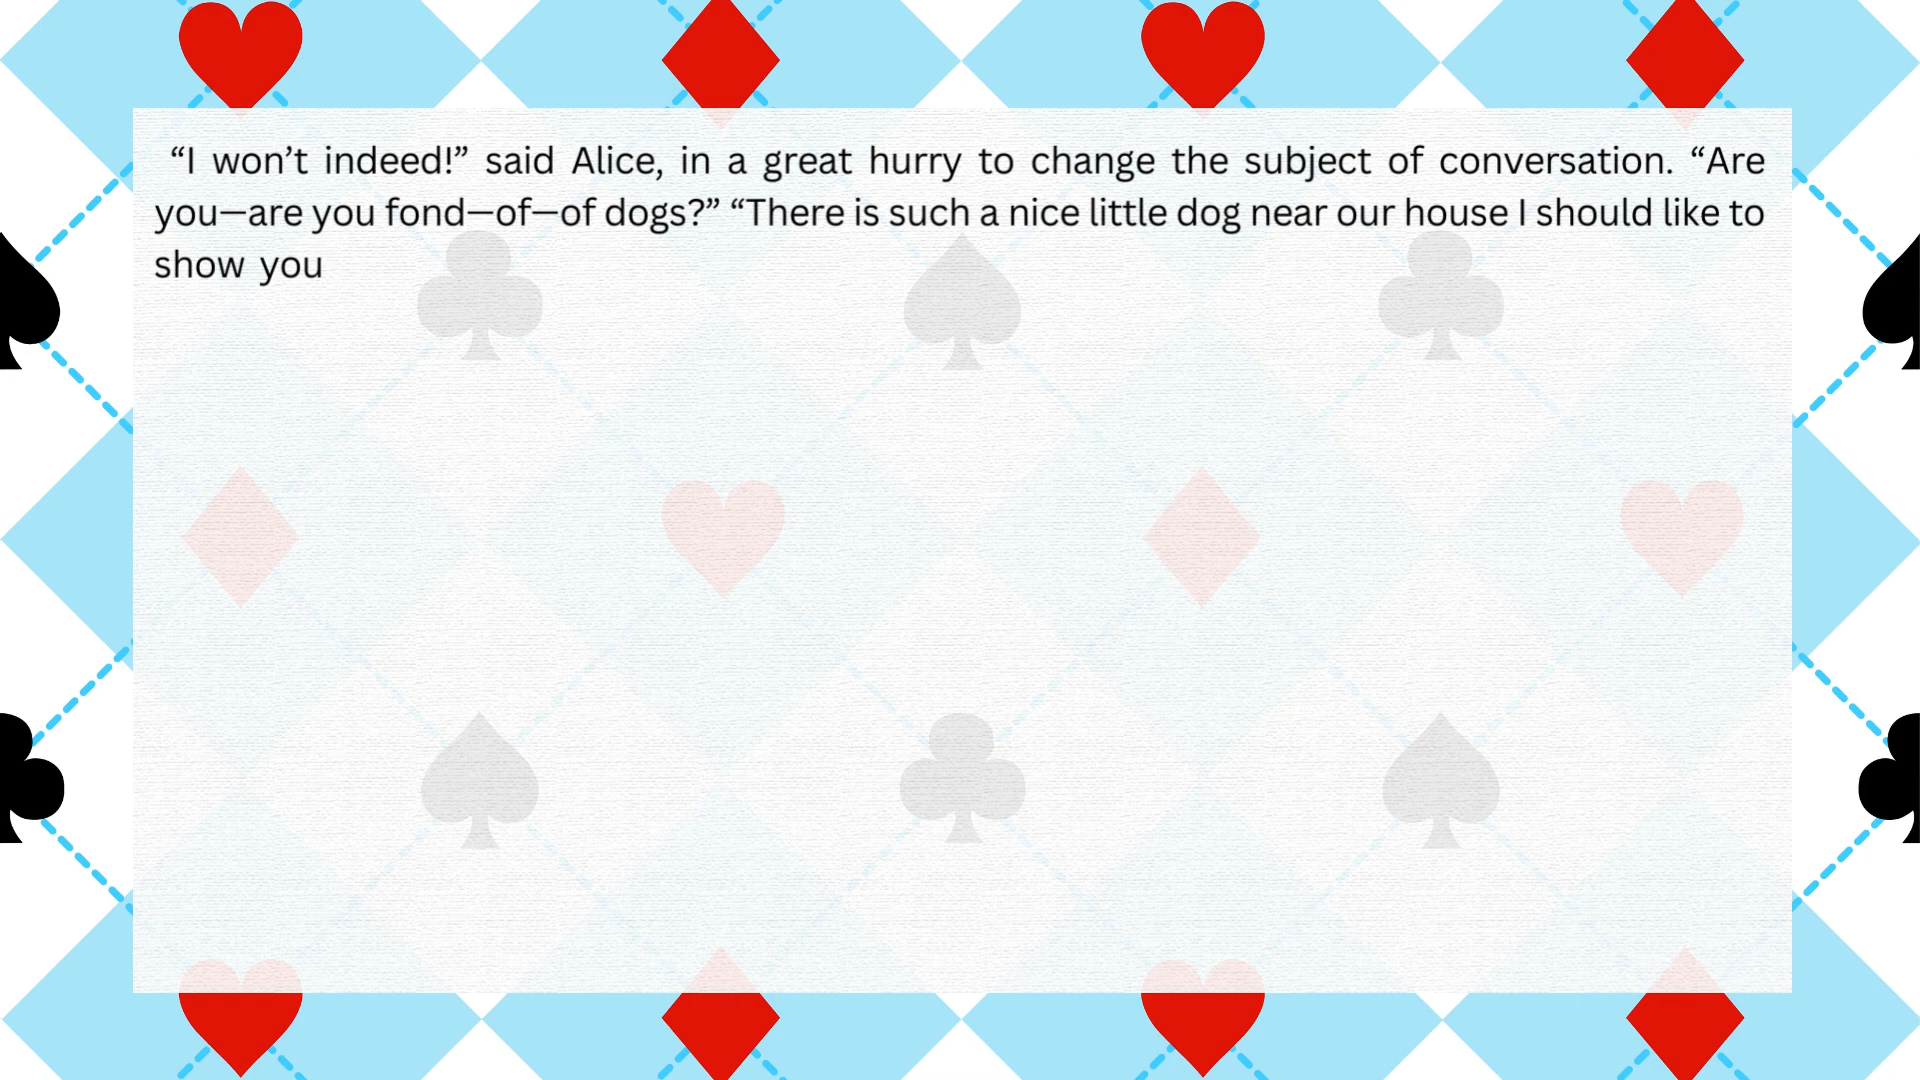 “I won’t indeed!” said Alice, in a great hurry to change the subject of conversation. “Are
you—are you fond—of—of dogs?” “There is such a nice little dog near our house I should like to
show you